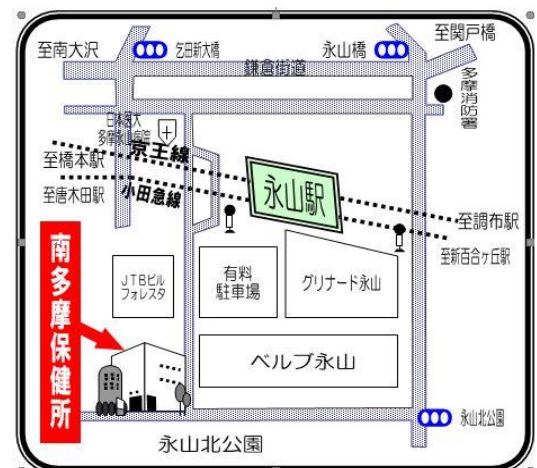 至南大沢
乞田新大橋
永山橋
至関戸橋
鎌倉街道
多摩消防署
日本医大
多摩永山病院
京王線
至橋本駅
永山駅
至唐木田駅
小田急線
至調布駅
至新百合ヶ丘駅
南多摩保健所
JTBビル
フォレスタ
有料
駐車場
グリナード永山
ベルブ永山
永山北公園
永山北公園